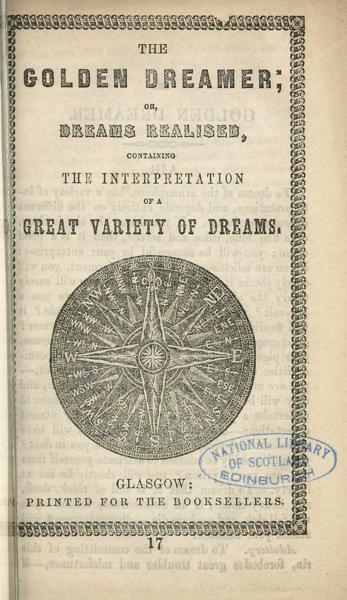 THE
GOLDEN DREAMER;
OR,
DREAMS REALISED,
CONTAINING
THE INTERPRETATION
OF A
GREAT VARIETY OF DREAMS.
NE
W
E
NATIONAL LIBRARY
OF SCOTLAND
EDINBURGH
GLASGOW:
PRINTED FOR THE BOOKSELLERS.
17